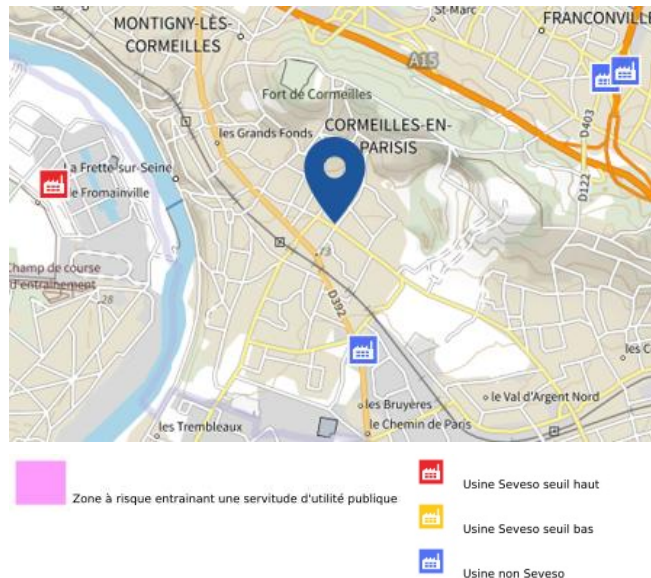 MONTIGNY-LÈS-
CORMEILLES
St-Marc
FRANCONVILLE
A15
Fort de Cormeilles
D403
les Grands Fonds
CORMEILLES-EN-
PARISIS
La Frette-sur-Seine
le Fromainville
D122
Champ de course
d'entraînement
28
73
D392
les Bruyeres
le Val d'Argent Nord
les Trembleaux
le Chemin de Paris
Zone à risque entrainant une servitude d'utilité publique
Usine Seveso seuil haut
Usine Seveso seuil bas
Usine non Seveso